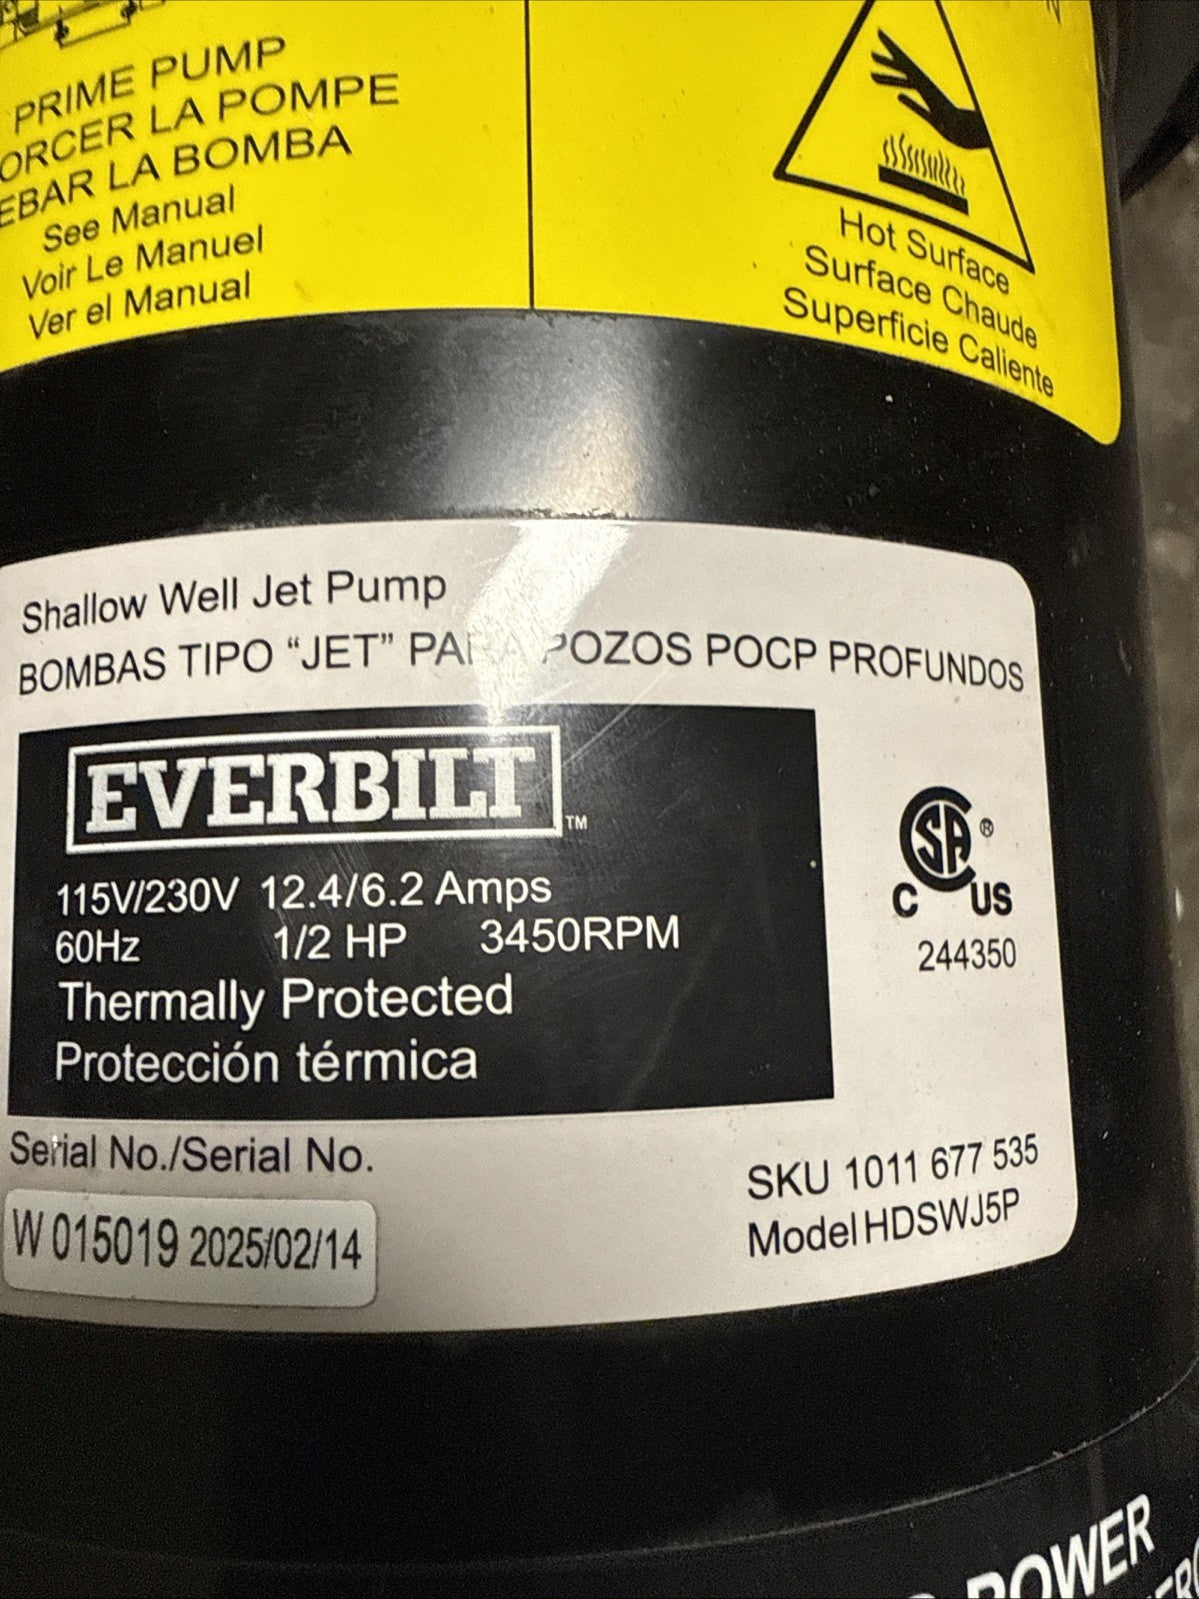 PRIME PUMP
ORCER LA POMPE
EBAR LA BOMBA
See Manual
Voir Le Manuel
Ver el Manual
Hot Surface
Surface Chaude
Superficie Caliente
Shallow Well Jet Pump
BOMBAS TIPO “JET” PARA POZOS POCP PROFUNDOS
EVERBILT™
115V/230V 12.4/6.2 Amps
60Hz 1/2 HP 3450RPM
Thermally Protected
Protección térmica
CSA®
C US
244350
Serial No./Serial No.
W 015019 2025/02/14
SKU 1011 677 535
Model HDSWJ5P
POWER